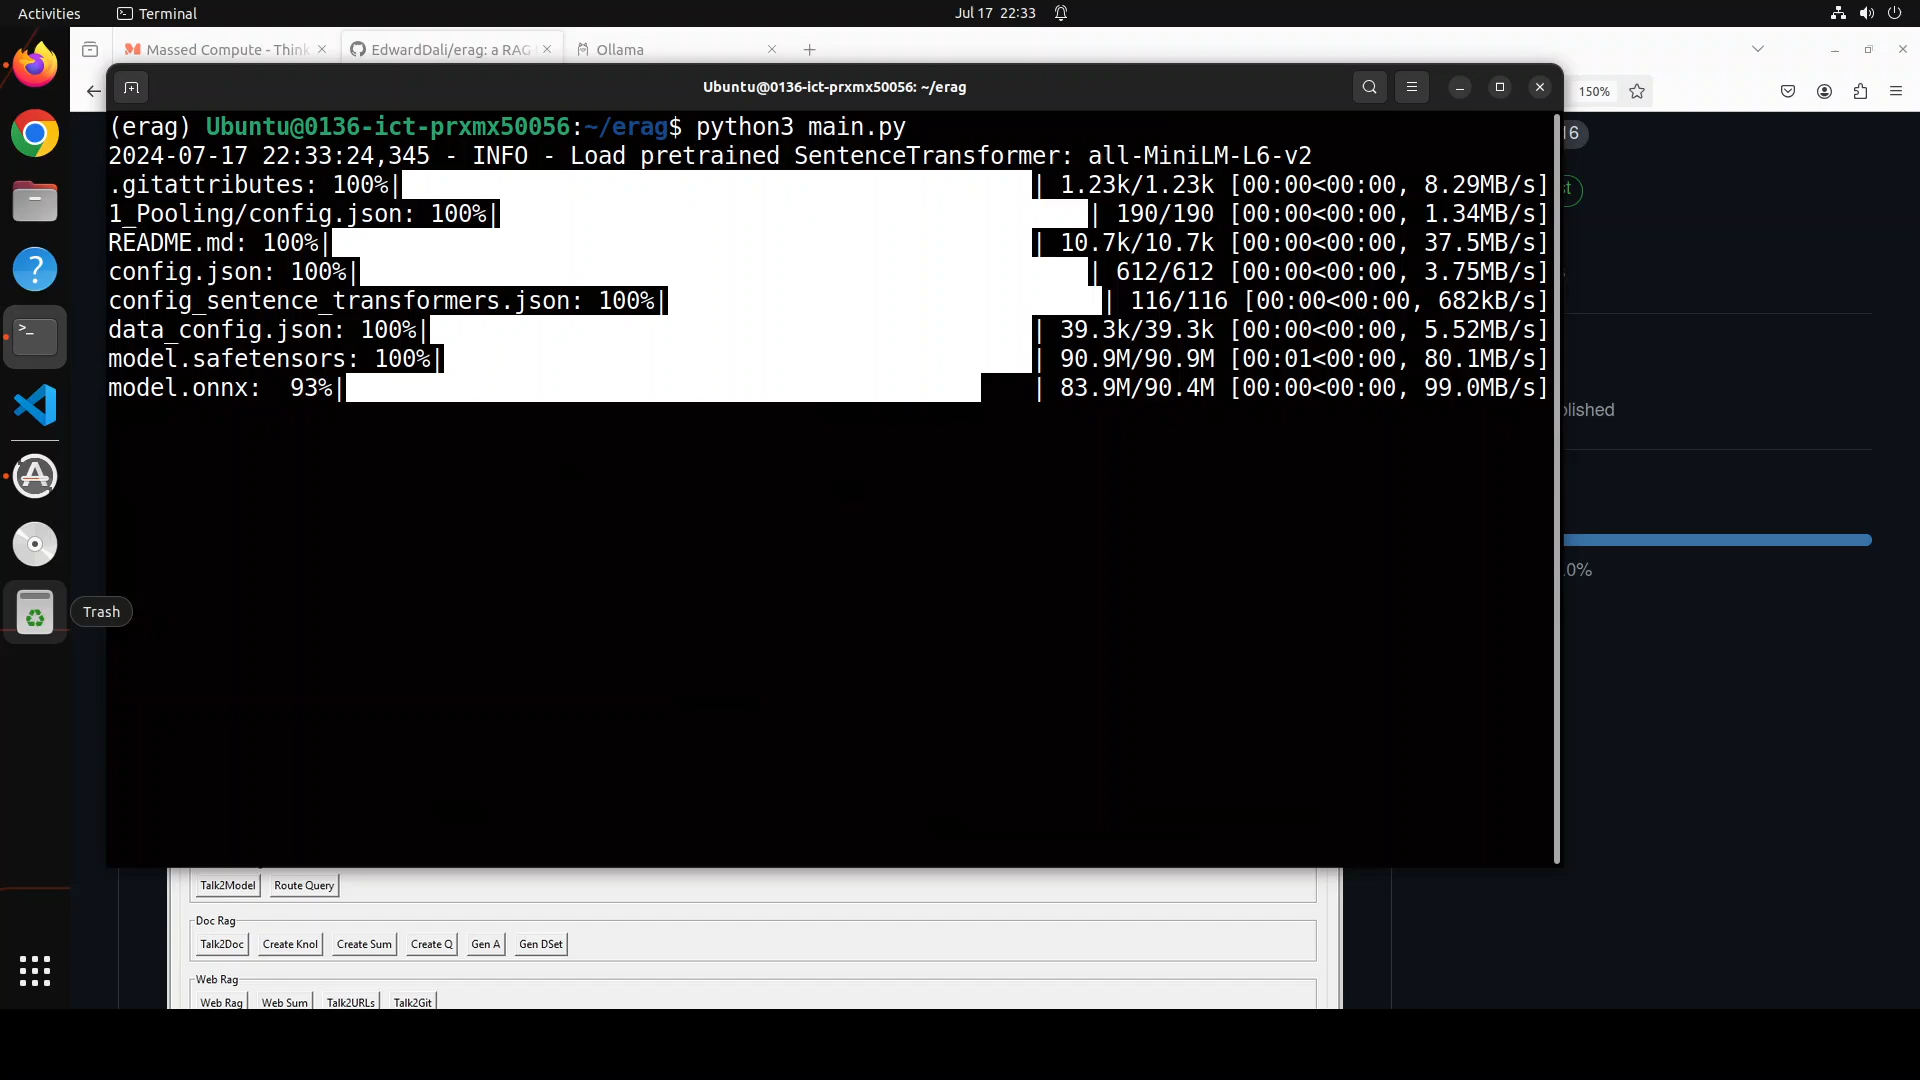 Activities
Terminal
Jul 17 22:33
Massed Compute - Think
EdwardDali/erag: a RAG
Ollama
Ubuntu@0136-ict-prxmx50056: ~/erag
150%
(erag) Ubuntu@0136-ict-prxmx50056:~/erag$ python3 main.py
2024-07-17 22:33:24,345 - INFO - Load pretrained SentenceTransformer: all-MiniLM-L6-v2
.gitattributes: 100%| | 1.23k/1.23k [00:00<00:00, 8.29MB/s]
1_Pooling/config.json: 100%| | 190/190 [00:00<00:00, 1.34MB/s]
README.md: 100%| | 10.7k/10.7k [00:00<00:00, 37.5MB/s]
config.json: 100%| | 612/612 [00:00<00:00, 3.75MB/s]
config_sentence_transformers.json: 100%| | 116/116 [00:00<00:00, 682kB/s]
data_config.json: 100%| | 39.3k/39.3k [00:00<00:00, 5.52MB/s]
model.safetensors: 100%| | 90.9M/90.9M [00:01<00:00, 80.1MB/s]
model.onnx: 93%| | 83.9M/90.4M [00:00<00:00, 99.0MB/s]
16
st
blished
.0%
Trash
Talk2Model
Route Query
Doc Rag
Talk2Doc
Create Knol
Create Sum
Create Q
Gen A
Gen DSet
Web Rag
Web Rag
Web Sum
Talk2URLs
Talk2Git